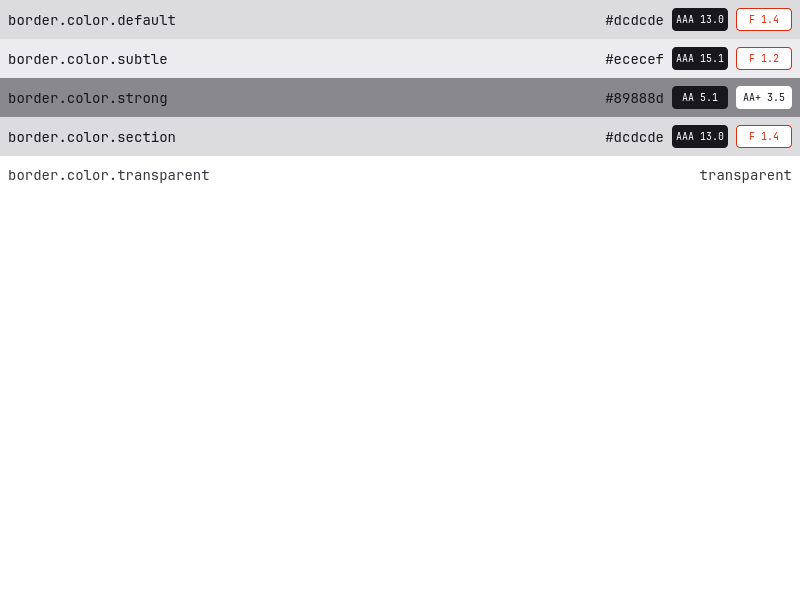 border.color.default #dcdcde AAA 13.0 F 1.4
border.color.subtle #ececef AAA 15.1 F 1.2
border.color.strong #89888d AA 5.1 AA+ 3.5
border.color.section #dcdcde AAA 13.0 F 1.4
border.color.transparent transparent